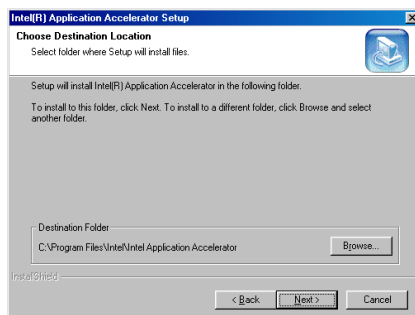 Intel(R) Application Accelerator Setup
Choose Destination Location
Select folder where Setup will install files.
Setup will install Intel(R) Application Accelerator in the following folder.
To install to this folder, click Next. To install to a different folder, click Browse and select
another folder.
Destination Folder
C:\Program Files\Intel\Intel Application Accelerator
Browse...
InstallShield
< Back
Next >
Cancel